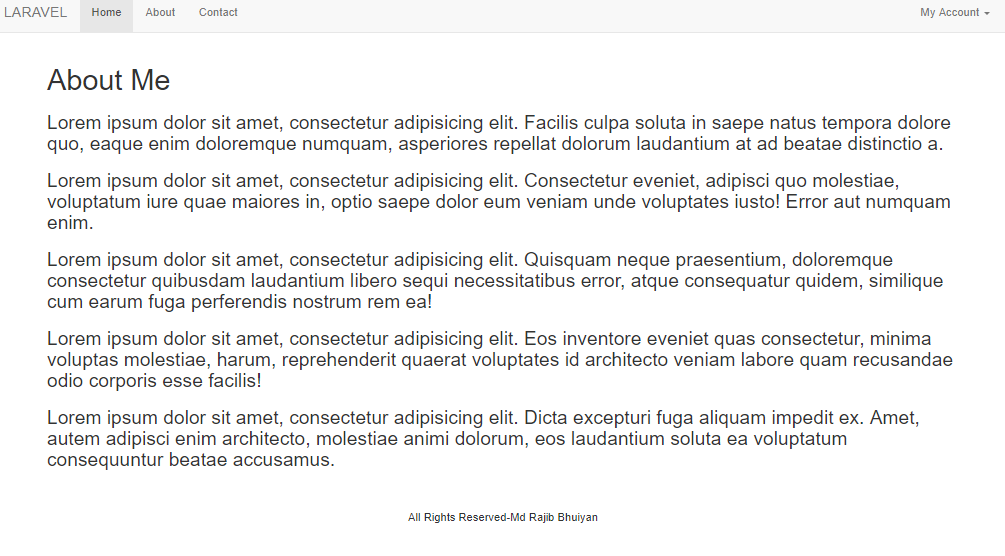 LARAVEL Home About Contact My Account
About Me
Lorem ipsum dolor sit amet, consectetur adipisicing elit. Facilis culpa soluta in saepe natus tempora dolore
quo, eaque enim doloremque numquam, asperiores repellat dolorum laudantium at ad beatae distinctio a.
Lorem ipsum dolor sit amet, consectetur adipisicing elit. Consectetur eveniet, adipisci quo molestiae,
voluptatum iure quae maiores in, optio saepe dolor eum veniam unde voluptates iusto! Error aut numquam
enim.
Lorem ipsum dolor sit amet, consectetur adipisicing elit. Quisquam neque praesentium, doloremque
consectetur quibusdam laudantium libero sequi necessitatibus error, atque consequatur quidem, similique
cum earum fuga perferendis nostrum rem ea!
Lorem ipsum dolor sit amet, consectetur adipisicing elit. Eos inventore eveniet quas consectetur, minima
voluptas molestiae, harum, reprehenderit quaerat voluptates id architecto veniam labore quam recusandae
odio corporis esse facilis!
Lorem ipsum dolor sit amet, consectetur adipisicing elit. Dicta excepturi fuga aliquam impedit ex. Amet,
autem adipisci enim architecto, molestiae animi dolorum, eos laudantium soluta ea voluptatum
consequuntur beatae accusamus.
All Rights Reserved-Md Rajib Bhuiyan